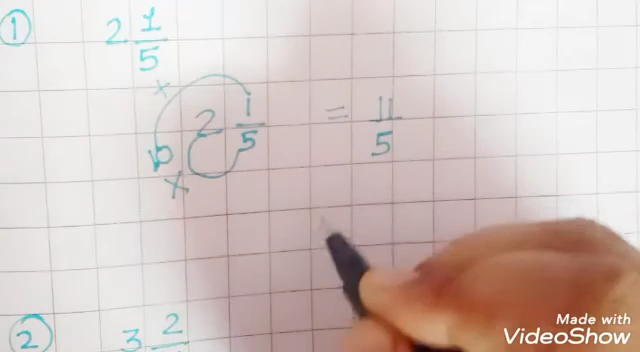 ① 2 1/5
x
2 1/5 = 11/5
10
x
② 3 2
Made with
VideoShow